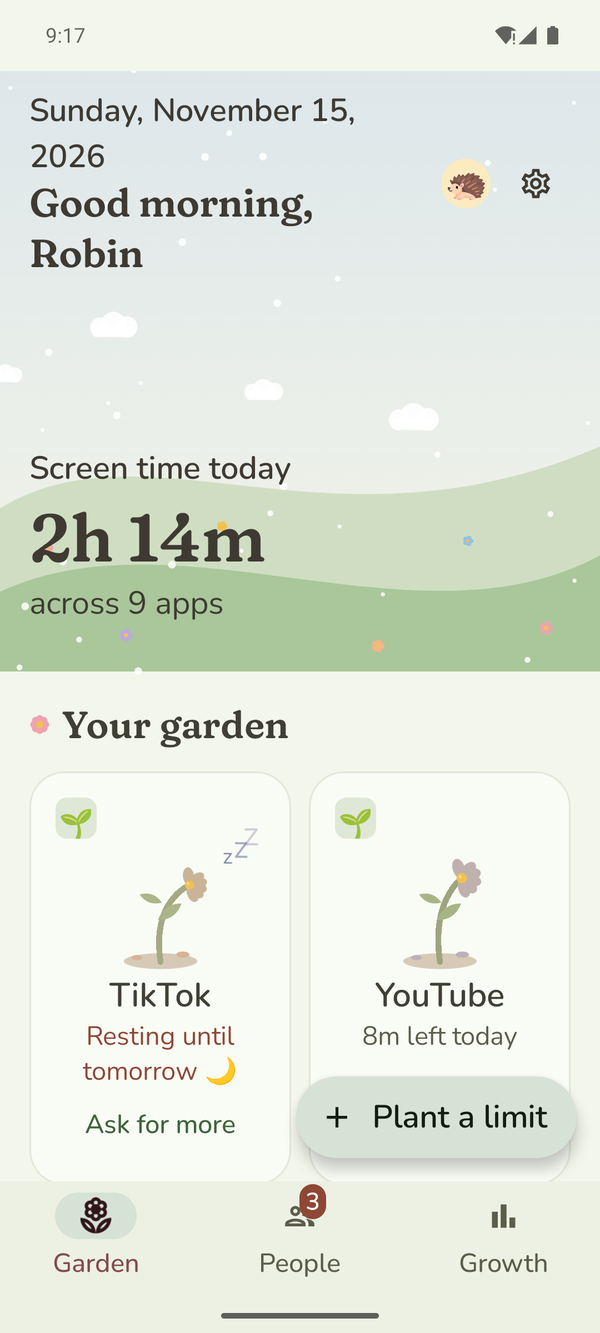 9:17
Sunday, November 15,
2026
Good morning,
Robin
Screen time today
2h 14m
across 9 apps
Your garden
z z z
TikTok
Resting until
tomorrow 🌙
Ask for more
YouTube
8m left today
+ Plant a limit
3
Garden
People
Growth